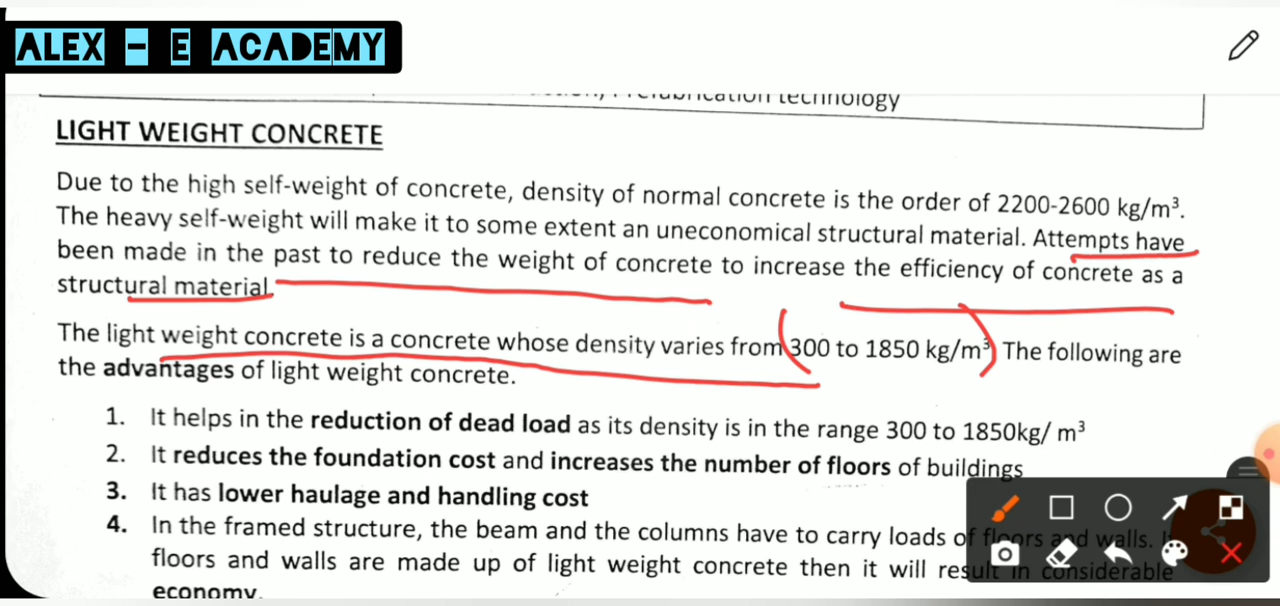 ALEX - E ACADEMY
technology
LIGHT WEIGHT CONCRETE
Due to the high self-weight of concrete, density of normal concrete is the order of 2200-2600 kg/m³.
The heavy self-weight will make it to some extent an uneconomical structural material. Attempts have
been made in the past to reduce the weight of concrete to increase the efficiency of concrete as a
structural material.
The light weight concrete is a concrete whose density varies from 300 to 1850 kg/m³ The following are
the advantages of light weight concrete.
1. It helps in the reduction of dead load as its density is in the range 300 to 1850kg/ m³
2. It reduces the foundation cost and increases the number of floors of buildings
3. It has lower haulage and handling cost
4. In the framed structure, the beam and the columns have to carry loads of floors and walls.
floors and walls are made up of light weight concrete then it will result in considerable
economy.